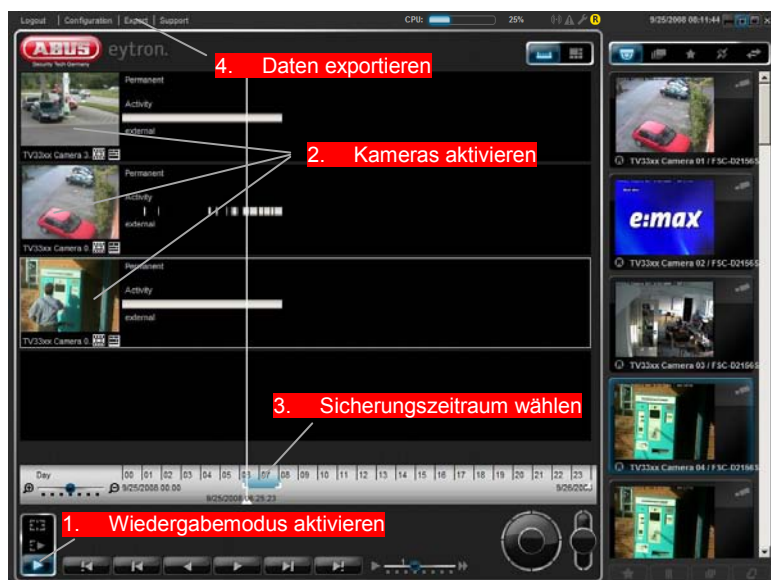 Logout | Configuration | Export | Support
CPU: 25%
R
9/25/2008 08:11:44
ABUS
Security Tech Germany
eytron.
4. Daten exportieren
Permanent
Activity
external
TV33xx Camera 3.
2. Kameras aktivieren
Permanent
Activity
external
TV33xx Camera 0.
Permanent
Activity
external
TV33xx Camera 0.
3. Sicherungszeitraum wählen
Day
00 01 02 03 04 05 06 07 08 09 10 11 12 13 14 15 16 17 18 19 20 21 22 23
9/25/2008 00:00
9/25/2008 06:25:23
1. Wiedergabemodus aktivieren
TV33xx Camera 01 / FSC-D21565
e:max
TV33xx Camera 02 / FSC-D21565
TV33xx Camera 03 / FSC-D21565
TV33xx Camera 04 / FSC-D21565